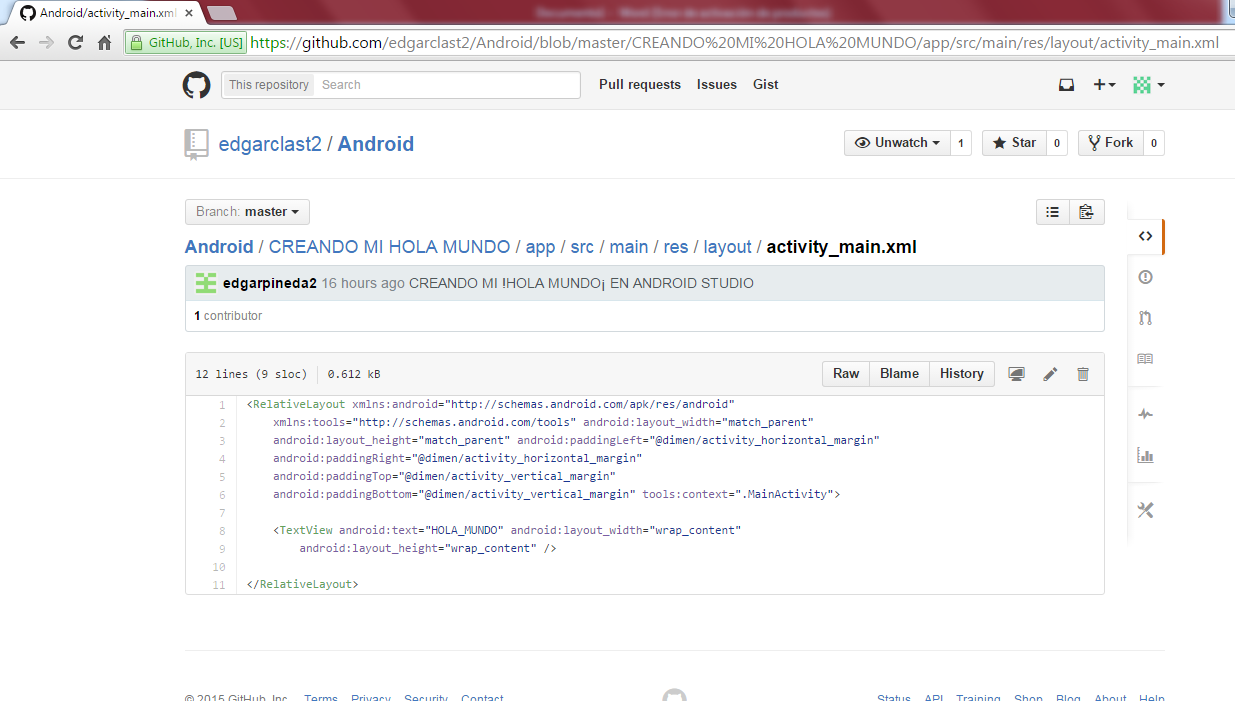 Android/activity_main.xml
GitHub, Inc. [US] https://github.com/edgarclast2/Android/blob/master/CREANDO%20MI%20HOLA%20MUNDO/app/src/main/res/layout/activity_main.xml
This repository Search Pull requests Issues Gist
edgarclast2 / Android Unwatch 1 Star 0 Fork 0
Branch: master
Android / CREANDO MI HOLA MUNDO / app / src / main / res / layout / activity_main.xml
edgarpineda2 16 hours ago CREANDO MI !HOLA MUNDO¡ EN ANDROID STUDIO
1 contributor
12 lines (9 sloc) 0.612 kB Raw Blame History
1 <RelativeLayout xmlns:android="http://schemas.android.com/apk/res/android"
2 xmlns:tools="http://schemas.android.com/tools" android:layout_width="match_parent"
3 android:layout_height="match_parent" android:paddingLeft="@dimen/activity_horizontal_margin"
4 android:paddingRight="@dimen/activity_horizontal_margin"
5 android:paddingTop="@dimen/activity_vertical_margin"
6 android:paddingBottom="@dimen/activity_vertical_margin" tools:context=".MainActivity">
7
8 <TextView android:text="HOLA_MUNDO" android:layout_width="wrap_content"
9 android:layout_height="wrap_content" />
10
11 </RelativeLayout>
© 2015 GitHub, Inc. Terms Privacy Security Contact Status API Training Shop Blog About Help